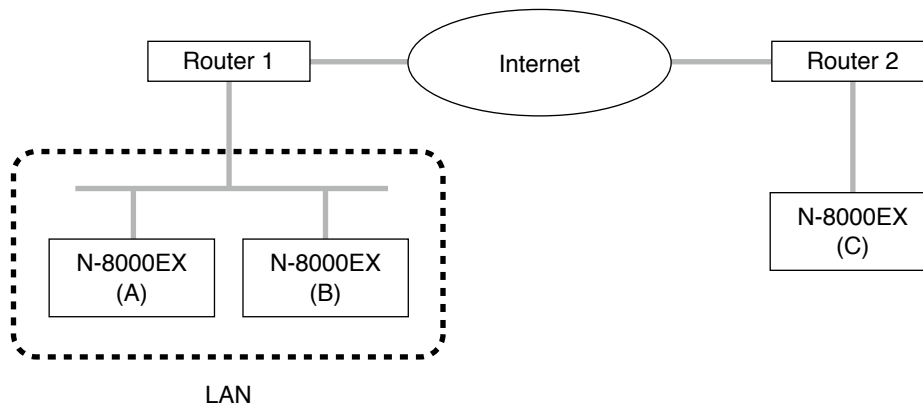 Router 1
Internet
Router 2
N-8000EX
(A)
N-8000EX
(B)
N-8000EX
(C)
LAN